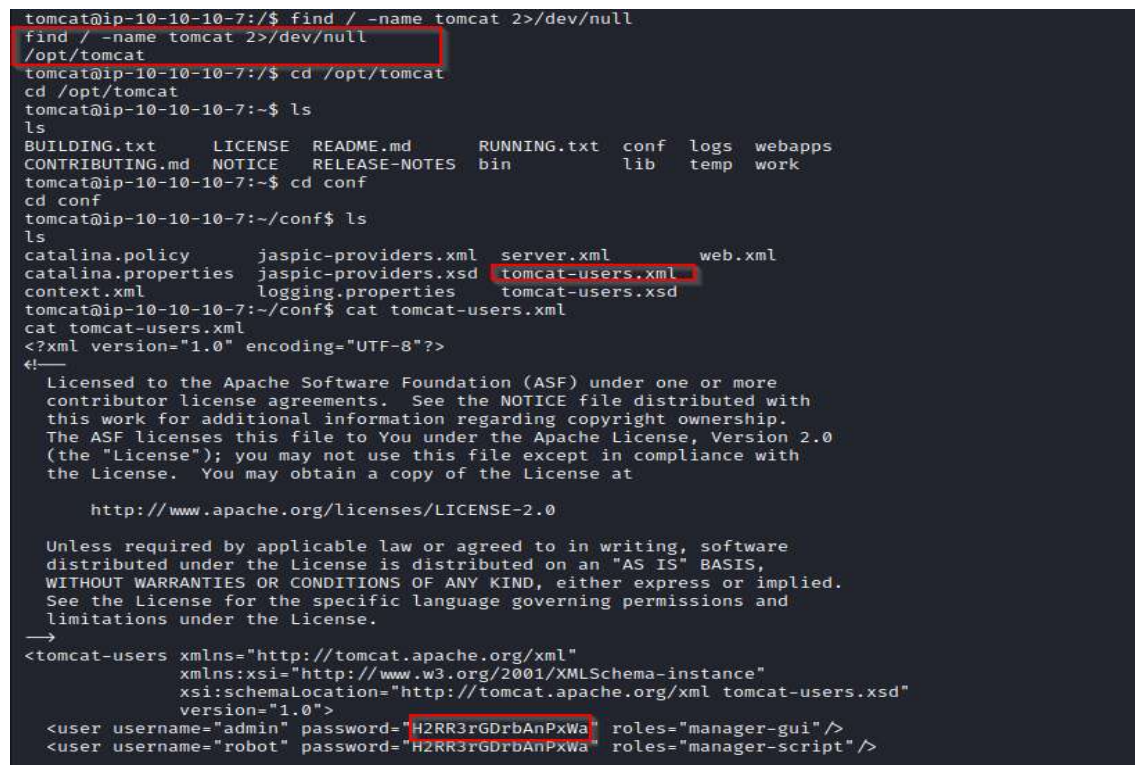 tomcat@ip-10-10-10-7:/$ find / -name tomcat 2>/dev/null
find / -name tomcat 2>/dev/null
/opt/tomcat
tomcat@ip-10-10-10-7:/$ cd /opt/tomcat
cd /opt/tomcat
tomcat@ip-10-10-10-7:~$ ls
ls
BUILDING.txt     LICENSE  README.md      RUNNING.txt  conf  logs  webapps
CONTRIBUTING.md  NOTICE   RELEASE-NOTES  bin          lib   temp  work
tomcat@ip-10-10-10-7:~$ cd conf
cd conf
tomcat@ip-10-10-10-7:~/conf$ ls
ls
catalina.policy      jaspic-providers.xml  server.xml        web.xml
catalina.properties  jaspic-providers.xsd  tomcat-users.xml
context.xml          logging.properties    tomcat-users.xsd
tomcat@ip-10-10-10-7:~/conf$ cat tomcat-users.xml
cat tomcat-users.xml
<?xml version="1.0" encoding="UTF-8"?>
<!--
  Licensed to the Apache Software Foundation (ASF) under one or more
  contributor license agreements.  See the NOTICE file distributed with
  this work for additional information regarding copyright ownership.
  The ASF licenses this file to You under the Apache License, Version 2.0
  (the "License"); you may not use this file except in compliance with
  the License.  You may obtain a copy of the License at

      http://www.apache.org/licenses/LICENSE-2.0

  Unless required by applicable law or agreed to in writing, software
  distributed under the License is distributed on an "AS IS" BASIS,
  WITHOUT WARRANTIES OR CONDITIONS OF ANY KIND, either express or implied.
  See the License for the specific language governing permissions and
  limitations under the License.
-->
<tomcat-users xmlns="http://tomcat.apache.org/xml"
              xmlns:xsi="http://www.w3.org/2001/XMLSchema-instance"
              xsi:schemaLocation="http://tomcat.apache.org/xml tomcat-users.xsd"
              version="1.0">
  <user username="admin" password="H2RR3rGDrbAnPxWa" roles="manager-gui"/>
  <user username="robot" password="H2RR3rGDrbAnPxWa" roles="manager-script"/>